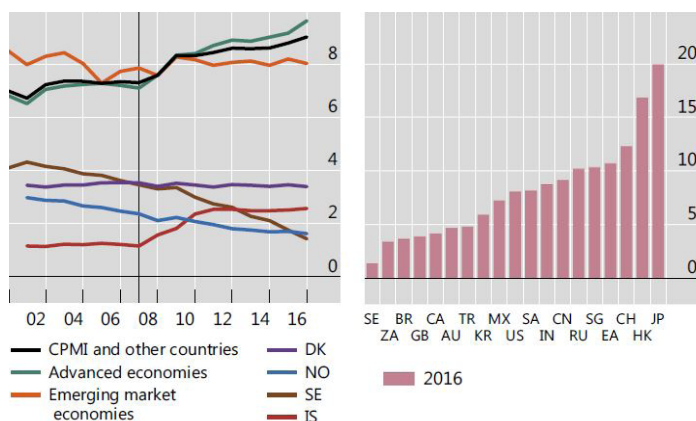 8
6
4
2
0
02 04 06 08 10 12 14 16
CPMI and other countries
Advanced economies
Emerging market
economies
DK
NO
SE
IS
20
15
10
5
0
SE BR CA TR MX SA CN SG CH JP
ZA GB AU KR US IN RU EA HK
2016